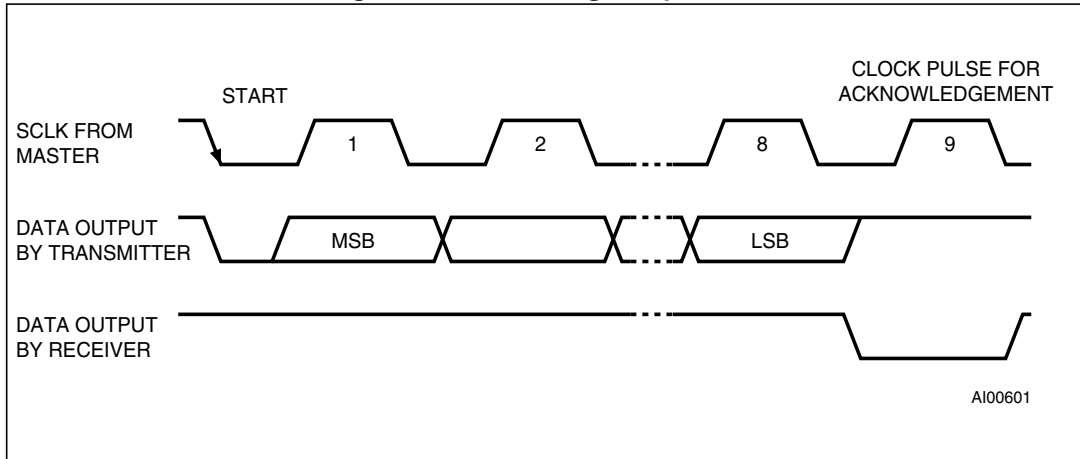 CLOCK PULSE FOR
ACKNOWLEDGEMENT
START
SCLK FROM
MASTER
1
2
8
9
DATA OUTPUT
BY TRANSMITTER
MSB
LSB
DATA OUTPUT
BY RECEIVER
AI00601